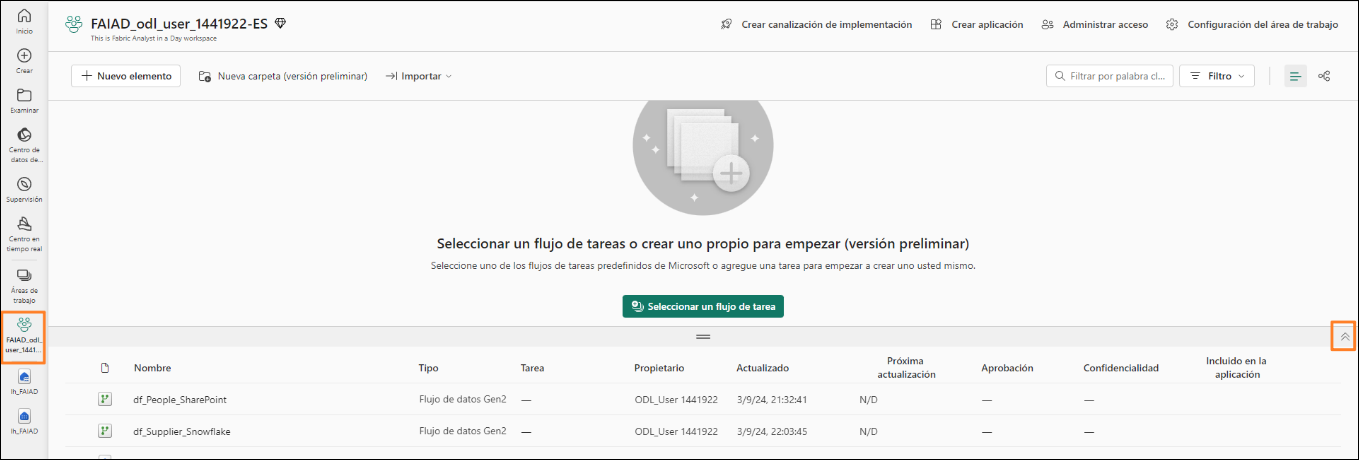 Inicio
Crear
Examinar
Centro de
datos de...
Supervisión
Centro en
tiempo real
Áreas de
trabajo
FAIAD_odl_
user_1441...
lh_FAIAD
lh_FAIAD
FAIAD_odl_user_1441922-ES
This is Fabric Analyst in a Day workspace
Crear canalización de implementación
Crear aplicación
Administrar acceso
Configuración del área de trabajo
Nuevo elemento
Nueva carpeta (versión preliminar)
Importar
Filtrar por palabra cl...
Filtro
Seleccionar un flujo de tareas o crear uno propio para empezar (versión preliminar)
Seleccione uno de los flujos de tareas predefinidos de Microsoft o agregue una tarea para empezar a crear uno usted mismo.
Seleccionar un flujo de tarea
Nombre Tipo Tarea Propietario Actualizado Próxima actualización Aprobación Confidencialidad Incluido en la aplicación
df_People_SharePoint Flujo de datos Gen2 — ODL_User 1441922 3/9/24, 21:32:41 N/D — —
df_Supplier_Snowflake Flujo de datos Gen2 — ODL_User 1441922 3/9/24, 22:03:45 N/D — —